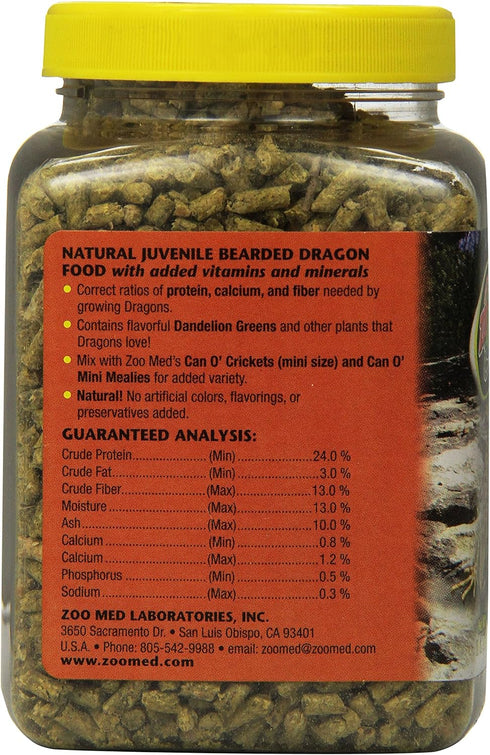 NATURAL JUVENILE BEARDED DRAGON
FOOD with added vitamins and minerals
• Correct ratios of protein, calcium, and fiber needed by
growing Dragons.
• Contains flavorful Dandelion Greens and other plants that
Dragons love!
• Mix with Zoo Med's Can O' Crickets (mini size) and Can O'
Mini Mealies for added variety.
• Natural! No artificial colors, flavorings, or
preservatives added.
GUARANTEED ANALYSIS:
Crude Protein....................(Min)....................24.0 %
Crude Fat..........................(Min)......................3.0 %
Crude Fiber.......................(Max)....................13.0 %
Moisture............................(Max)....................13.0 %
Ash....................................(Max)....................10.0 %
Calcium.............................(Min)......................0.8 %
Calcium.............................(Max).....................1.2 %
Phosphorus.......................(Min)......................0.5 %
Sodium..............................(Max).....................0.3 %
ZOO MED LABORATORIES, INC.
3650 Sacramento Dr. • San Luis Obispo, CA 93401
U.S.A. • Phone: 805-542-9988 • email: zoomed@zoomed.com
www.zoomed.com